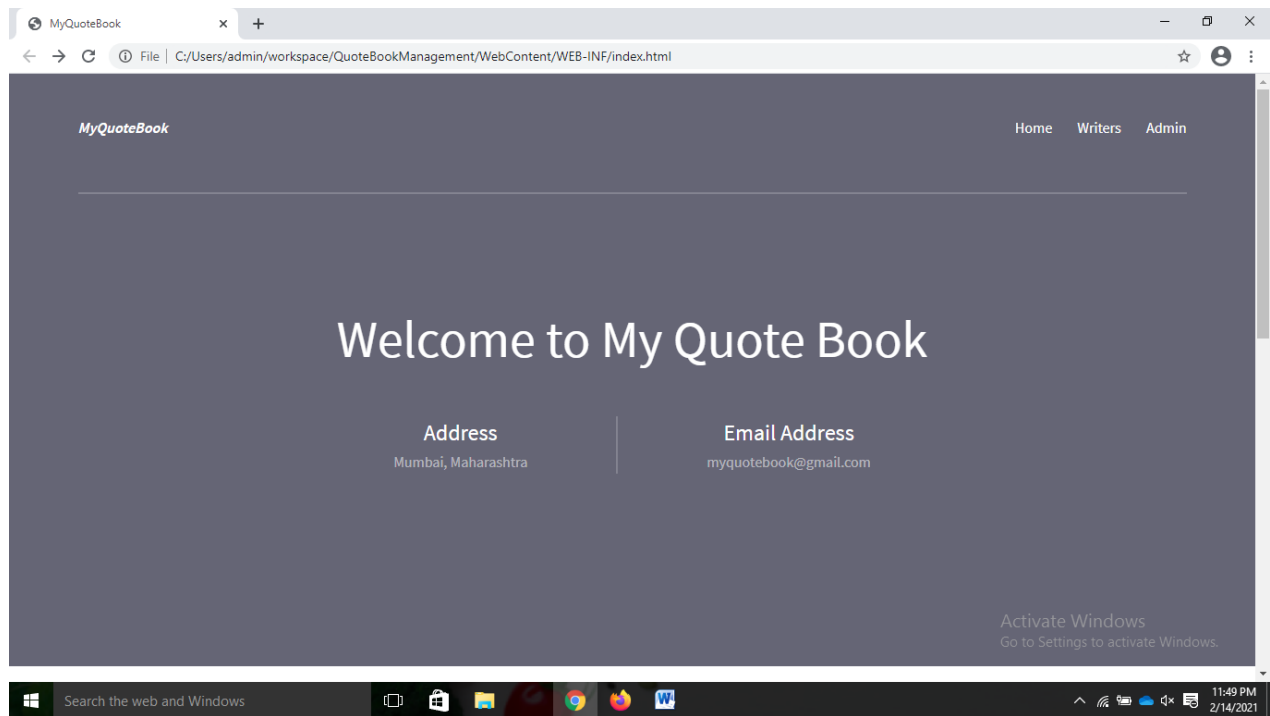 MyQuoteBook
File C:/Users/admin/workspace/QuoteBookManagement/WebContent/WEB-INF/index.html
MyQuoteBook Home Writers Admin
Welcome to My Quote Book
Address Email Address
Mumbai, Maharashtra myquotebook@gmail.com
Activate Windows
Go to Settings to activate Windows.
Search the web and Windows 11:49 PM
2/14/2021